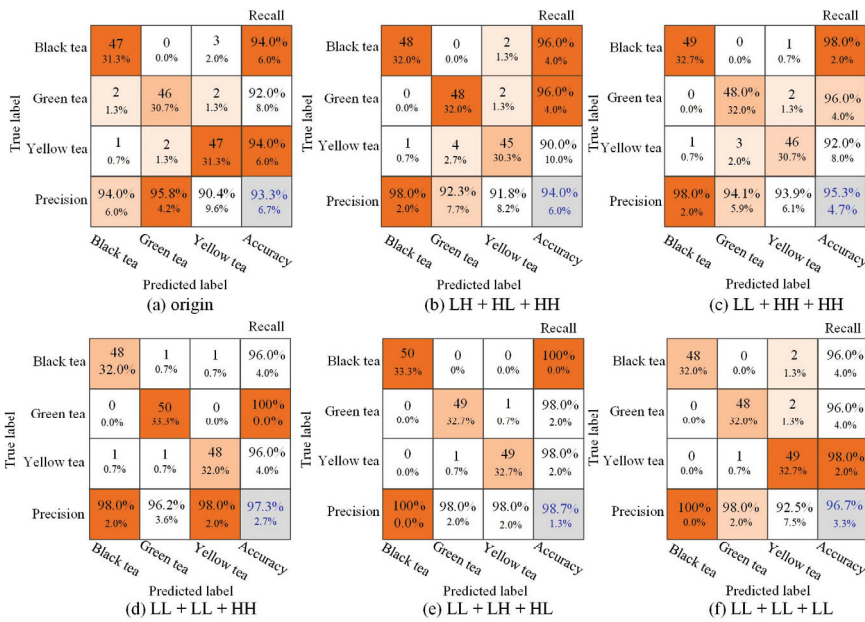 Recall
Black tea 47 0 3 94.0%
31.3% 0.0% 2.0% 6.0%
Green tea 2 46 2 92.0%
1.3% 30.7% 1.3% 8.0%
Yellow tea 1 2 47 94.0%
0.7% 1.3% 31.3% 6.0%
Precision 94.0% 95.8% 90.4% 93.3%
6.0% 4.2% 9.6% 6.7%
True label
Black tea Green tea Yellow tea Accuracy
Predicted label
(a) origin
Recall
Black tea 48 0 2 96.0%
32.0% 0.0% 1.3% 4.0%
Green tea 0 48 2 96.0%
0.0% 32.0% 1.3% 4.0%
Yellow tea 1 4 45 90.0%
0.7% 2.7% 30.3% 10.0%
Precision 98.0% 92.3% 91.8% 94.0%
2.0% 7.7% 8.2% 6.0%
True label
Black tea Green tea Yellow tea Accuracy
Predicted label
(b) LH + HL + HH
Recall
Black tea 49 0 1 98.0%
32.7% 0.0% 0.7% 2.0%
Green tea 0 48.0% 2 96.0%
0.0% 32.0% 1.3% 4.0%
Yellow tea 1 3 46 92.0%
0.7% 2.0% 30.7% 8.0%
Precision 98.0% 94.1% 93.9% 95.3%
2.0% 5.9% 6.1% 4.7%
True label
Black tea Green tea Yellow tea Accuracy
Predicted label
(c) LL + HH + HH
Recall
Black tea 48 1 1 96.0%
32.0% 0.7% 0.7% 4.0%
Green tea 0 50 0 100%
0.0% 33.3% 0.0% 0.0%
Yellow tea 1 1 48 96.0%
0.7% 0.7% 32.0% 4.0%
Precision 98.0% 96.2% 98.0% 97.3%
2.0% 3.6% 2.0% 2.7%
True label
Black tea Green tea Yellow tea Accuracy
Predicted label
(d) LL + LL + HH
Recall
Black tea 50 0 0 100%
33.3% 0% 0.0% 0.0%
Green tea 0 49 1 98.0%
0.0% 32.7% 0.7% 2.0%
Yellow tea 0 1 49 98.0%
0.0% 0.7% 32.7% 2.0%
Precision 100% 98.0% 98.0% 98.7%
0.0% 2.0% 2.0% 1.3%
True label
Black tea Green tea Yellow tea Accuracy
Predicted label
(e) LL + LH + HL
Recall
Black tea 48 0 2 96.0%
32.0% 0.0% 1.3% 4.0%
Green tea 0 48 2 96.0%
0.0% 32.0% 1.3% 4.0%
Yellow tea 0 1 49 98.0%
0.0% 0.7% 32.7% 2.0%
Precision 100% 98.0% 92.5% 96.7%
0.0% 2.0% 7.5% 3.3%
True label
Black tea Green tea Yellow tea Accuracy
Predicted label
(f) LL + LL + LL